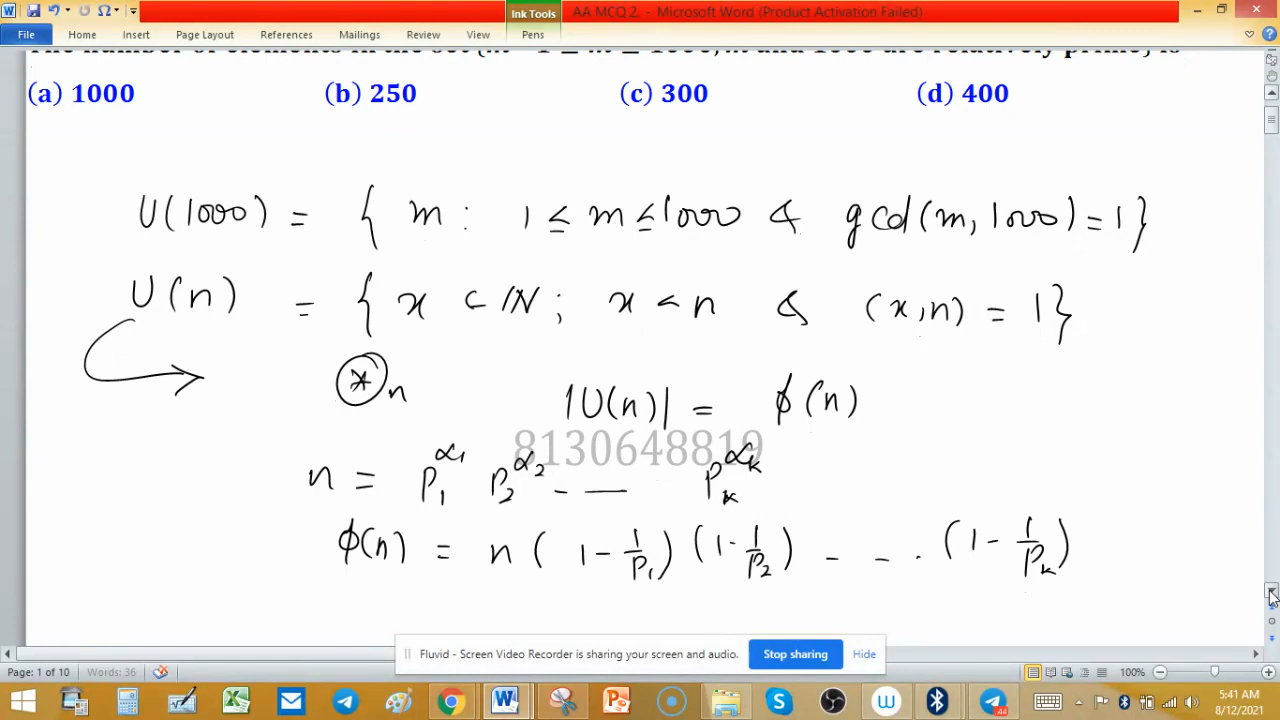 AA MCQ 2. - Microsoft Word (Product Activation Failed)
Ink Tools
File Home Insert Page Layout References Mailings Review View Pens
(a) 1000 (b) 250 (c) 300 (d) 400
U(1000) = { m : 1 ≤ m ≤ 1000 & gcd(m, 1000) = 1}
U(n) = { x ⊂ IN ; x < n & (x, n) = 1}
*n |U(n)| = ϕ(n)
8130648819
n = p₁^α₁ p₂^α₂ - — pₖ^αₖ
ϕ(n) = n (1 - 1/p₁) (1 - 1/p₂) - - . (1 - 1/pₖ)
Fluvid - Screen Video Recorder is sharing your screen and audio. Stop sharing Hide
Page: 1 of 10 Words: 36 100%
5:41 AM
8/12/2021